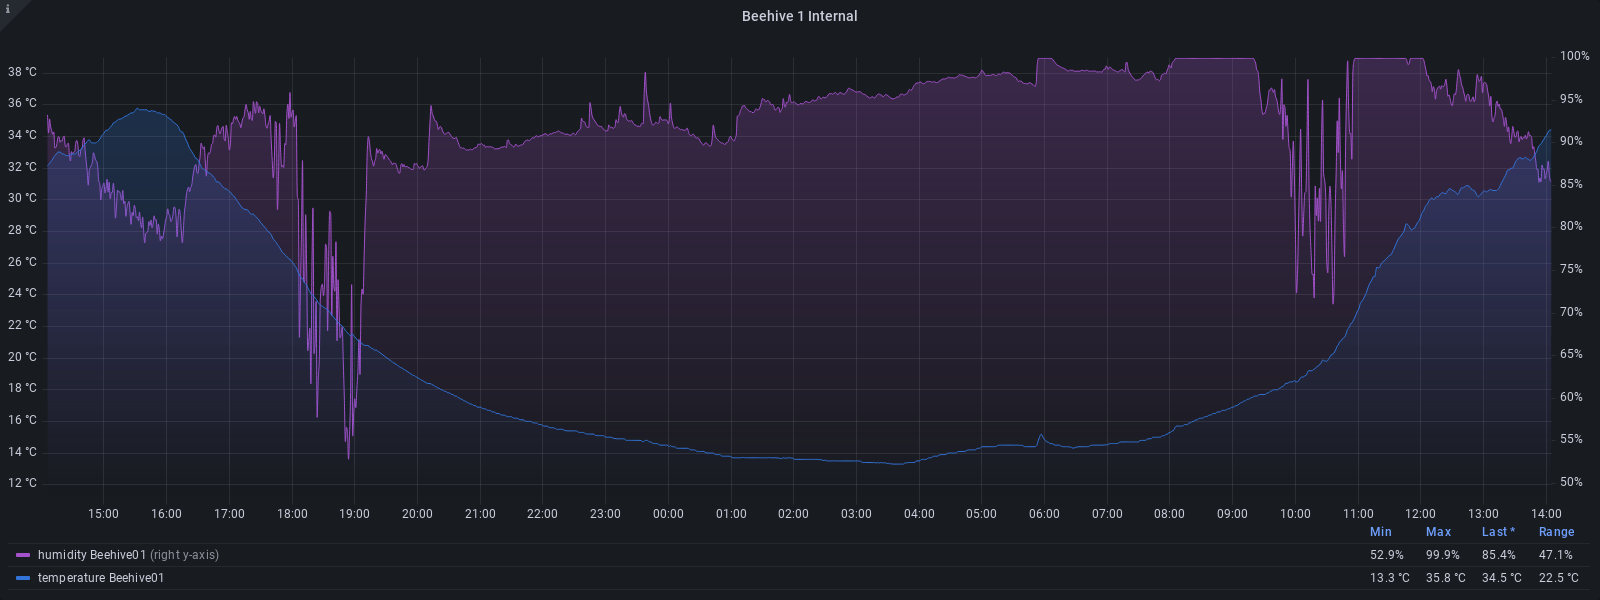 i
Beehive 1 Internal
38 °C
36 °C
34 °C
32 °C
30 °C
28 °C
26 °C
24 °C
22 °C
20 °C
18 °C
16 °C
14 °C
12 °C
100%
95%
90%
85%
80%
75%
70%
65%
60%
55%
50%
15:00 16:00 17:00 18:00 19:00 20:00 21:00 22:00 23:00 00:00 01:00 02:00 03:00 04:00 05:00 06:00 07:00 08:00 09:00 10:00 11:00 12:00 13:00 14:00
Min Max Last * Range
humidity Beehive01 (right y-axis) 52.9% 99.9% 85.4% 47.1%
temperature Beehive01 13.3 °C 35.8 °C 34.5 °C 22.5 °C